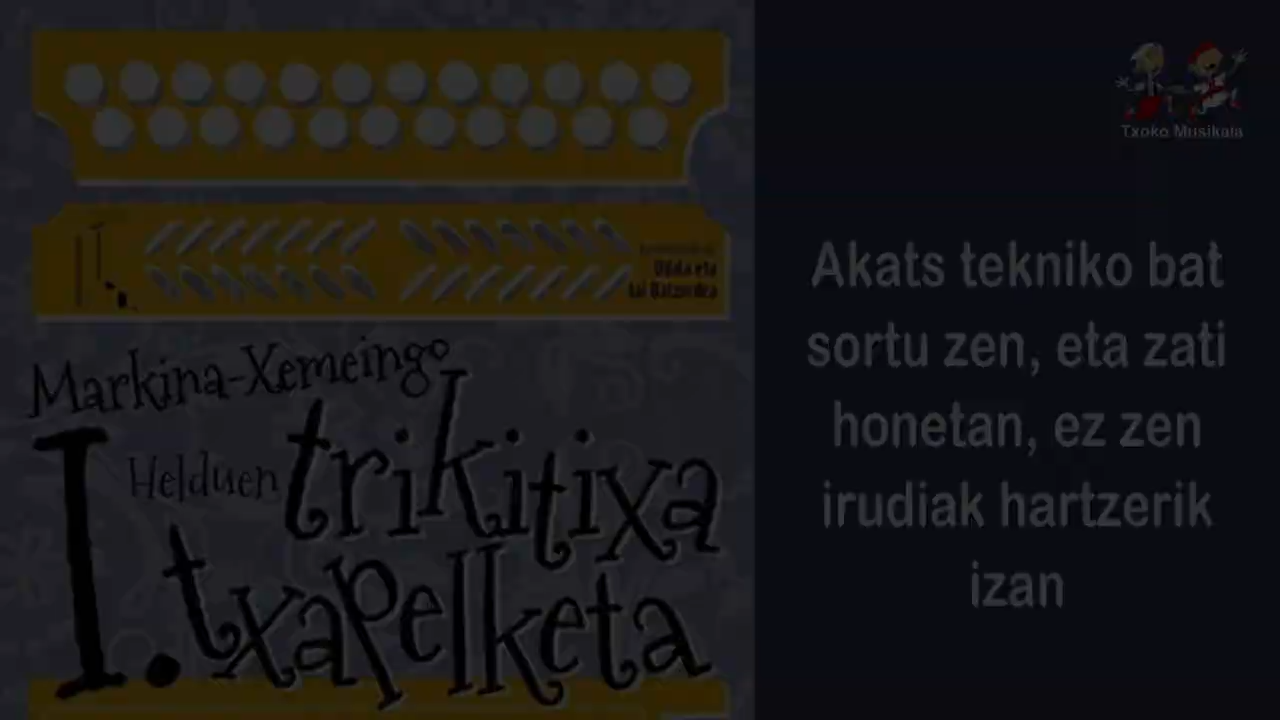 Txoko Musikala
Markina-Xemeingo
I. Helduen trikitixa
txapelketa
Akats tekniko bat
sortu zen, eta zati
honetan, ez zen
irudiak hartzerik
izan